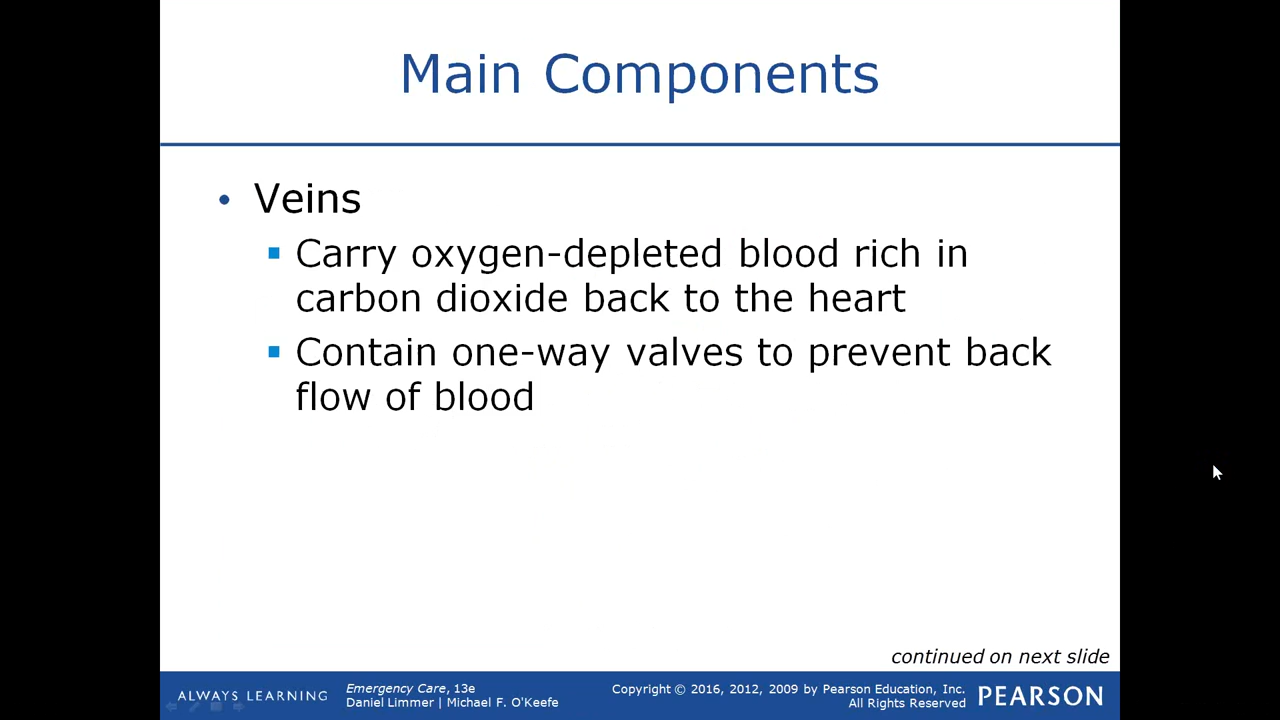 Main Components
• Veins
▪ Carry oxygen-depleted blood rich in
carbon dioxide back to the heart
▪ Contain one-way valves to prevent back
flow of blood
continued on next slide
ALWAYS LEARNING
Emergency Care, 13e
Daniel Limmer | Michael F. O'Keefe
Copyright © 2016, 2012, 2009 by Pearson Education, Inc.
All Rights Reserved
PEARSON